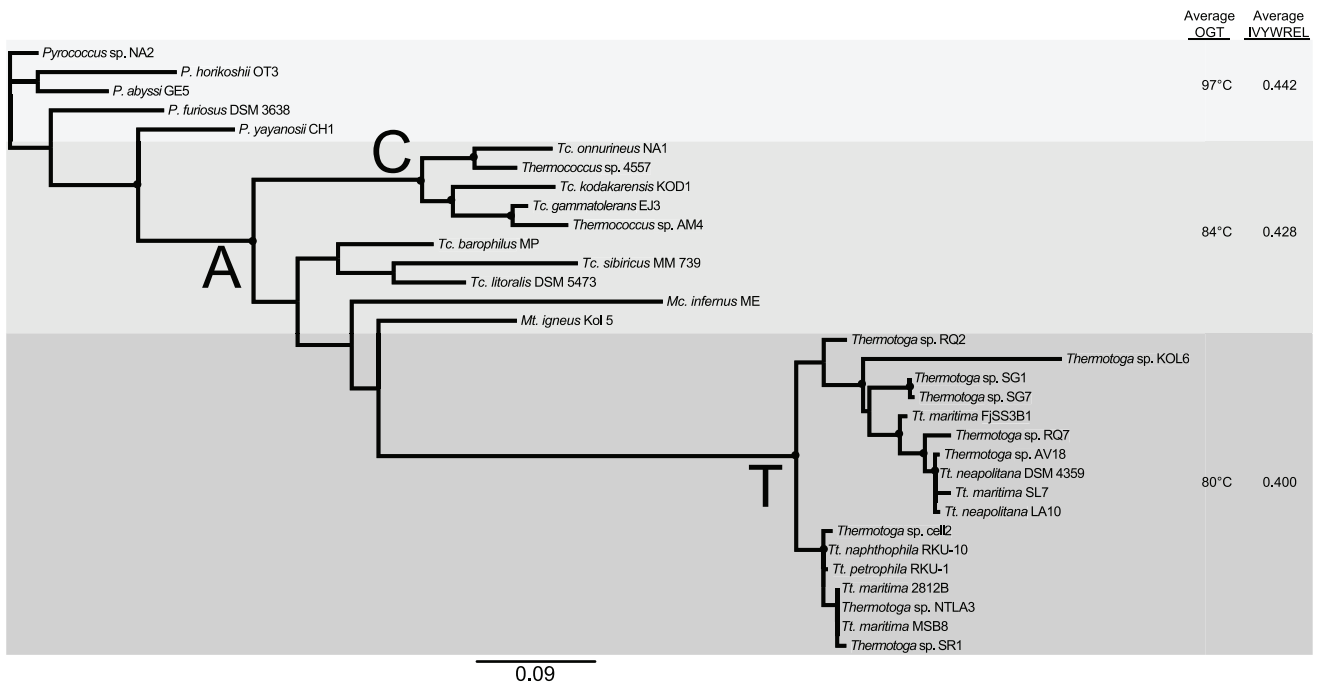 Average OGT
Average IVYWREL
Pyrococcus sp. NA2
P. horikoshii OT3
P. abyssi GE5
P. furiosus DSM 3638
P. yayanosii CH1
97°C
0.442
C
Tc. onnurineus NA1
Thermococcus sp. 4557
Tc. kodakarensis KOD1
Tc. gammatolerans EJ3
Thermococcus sp. AM4
A
Tc. barophilus MP
Tc. sibiricus MM 739
Tc. litoralis DSM 5473
Mc. infernus ME
Mt. igneus Kol 5
84°C
0.428
T
Thermotoga sp. RQ2
Thermotoga sp. KOL6
Thermotoga sp. SG1
Thermotoga sp. SG7
Tt. maritima FjSS3B1
Thermotoga sp. RQ7
Thermotoga sp. AV18
Tt. neapolitana DSM 4359
Tt. maritima SL7
Tt. neapolitana LA10
Thermotoga sp. cell2
Tt. naphthophila RKU-10
Tt. petrophila RKU-1
Tt. maritima 2812B
Thermotoga sp. NTLA3
Tt. maritima MSB8
Thermotoga sp. SR1
80°C
0.400
0.09